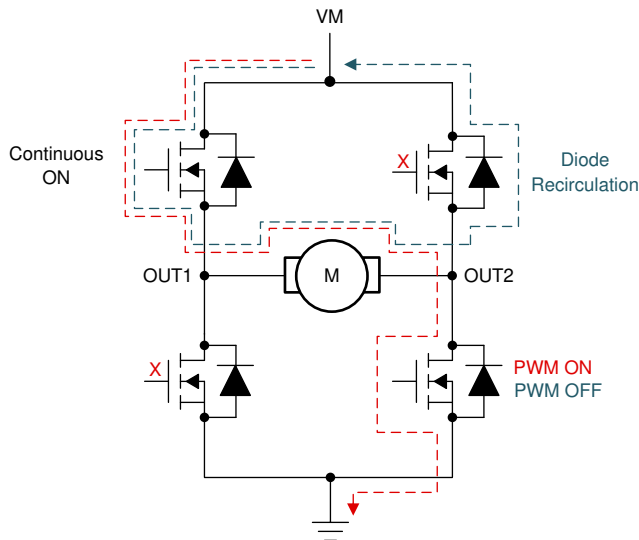 VM
Continuous
ON
X
X
Diode
Recirculation
OUT1
M
OUT2
X
PWM ON
PWM OFF